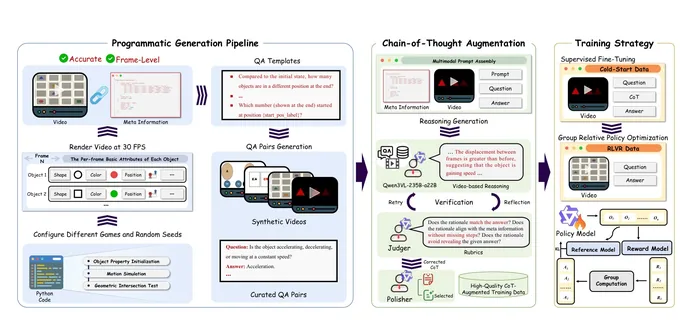 Programmatic Generation Pipeline
Accurate
Frame-Level
Video
Meta Information
Render Video at 30 FPS
Frame
N
The Per-frame Basic Attributes of Each Object
Object 1
Shape
Color
Position
...
Object 2
Shape
Color
Position
...
...
Configure Different Games and Random Seeds
Python
Code
Object Property Initialization
Motion Simulation
Geometric Intersection Test
QA Templates
Compared to the initial state, how many
objects are in a different position at the end?
...
Which number (shown at the end) started
at position {start_pos_label}?
QA Pairs Generation
Synthetic Videos
Question: Is the object accelerating, decelerating,
or moving at a constant speed?
Answer: Acceleration.
...
Curated QA Pairs
Chain-of-Thought Augmentation
Multimodal Prompt Assembly
Meta Information
Video
Prompt
Question
Answer
Reasoning Generation
... The displacement between
frames is greater than before,
suggesting that the object is
gaining speed ...
Qwen3VL-235B-a22B
Video-based Reasoning
Retry
Verification
Reflection
Does the rationale match the answer? Does
the rationale align with the meta information
without missing steps? Does the rationale
avoid revealing the given answer?
Judger
Rubrics
Corrected
CoT
Selected
Polisher
High-Quality CoT-
Augmented Training Data
Training Strategy
Supervised Fine-Tuning
Cold-Start Data
Video
Question
CoT
Answer
Group Relative Policy Optimization
RLVR Data
Video
Question
Answer
Policy Model
KL
Reference Model
Reward Model
Group
Computation